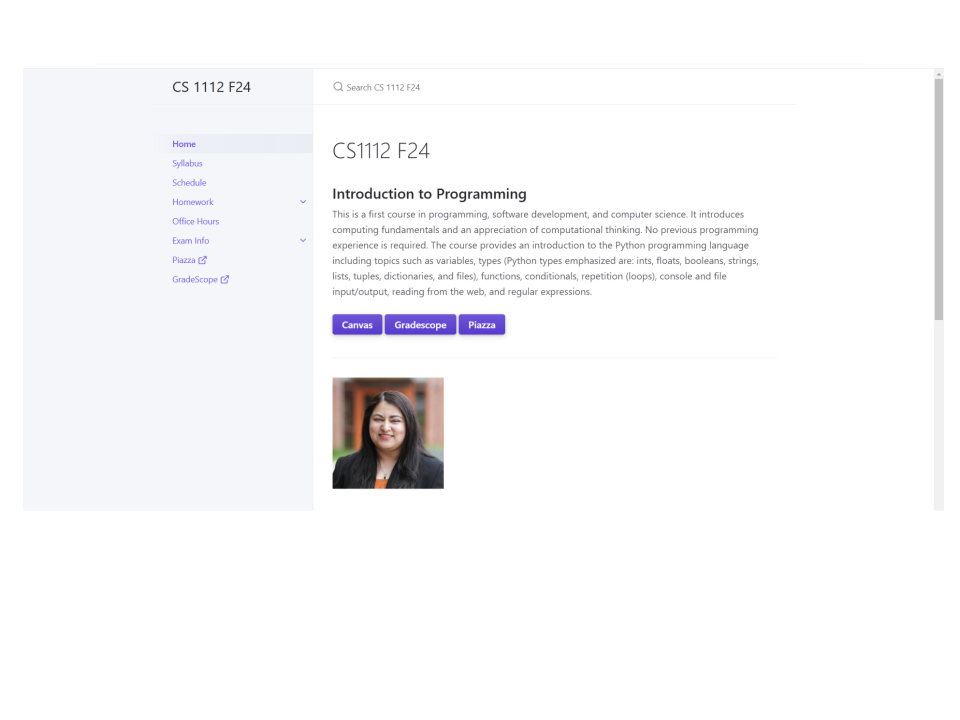 CS 1112 F24
Search CS 1112 F24
Home
Syllabus
Schedule
Homework
Office Hours
Exam Info
Piazza
GradeScope
CS1112 F24
Introduction to Programming
This is a first course in programming, software development, and computer science. It introduces
computing fundamentals and an appreciation of computational thinking. No previous programming
experience is required. The course provides an introduction to the Python programming language
including topics such as variables, types (Python types emphasized are: ints, floats, booleans, strings,
lists, tuples, dictionaries, and files), functions, conditionals, repetition (loops), console and file
input/output, reading from the web, and regular expressions.
Canvas Gradescope Piazza